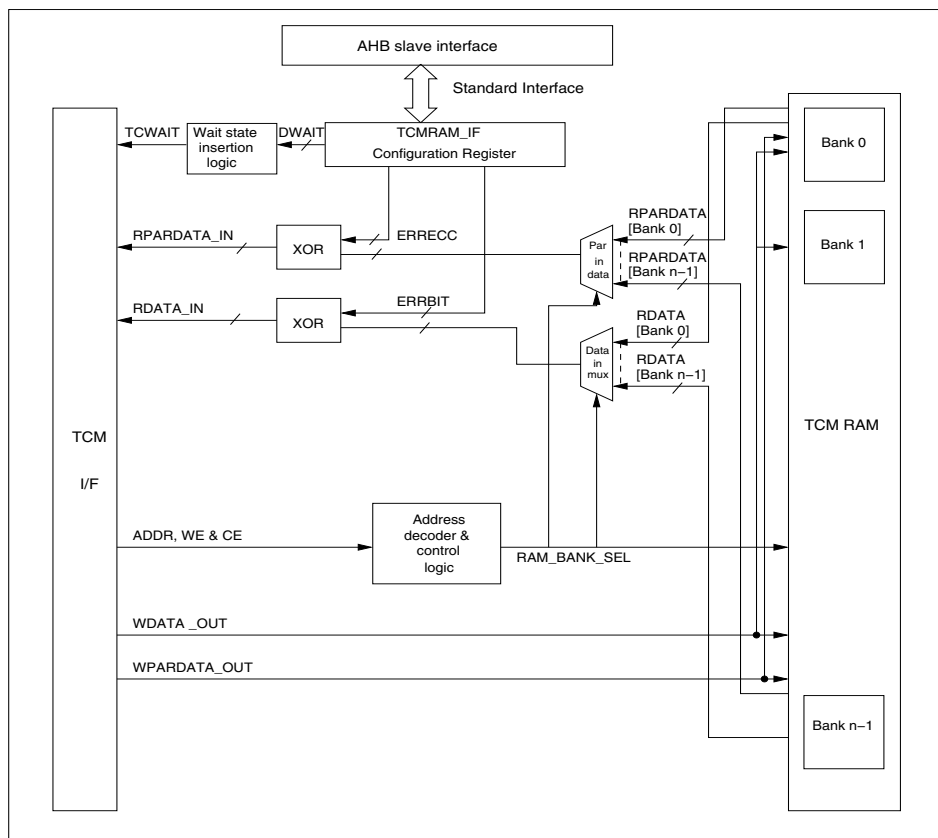 AHB slave interface
Standard Interface
TCWAIT
Wait state
insertion
logic
DWAIT
TCMRAM_IF
Configuration Register
Bank 0
RPARDATA_IN
XOR
ERRECC
Par
in
data
RPARDATA
[Bank 0]
RPARDATA
[Bank n-1]
Bank 1
RDATA_IN
XOR
ERRBIT
Data
in
mux
RDATA
[Bank 0]
RDATA
[Bank n-1]
TCM
I/F
TCM RAM
ADDR, WE & CE
Address
decoder &
control
logic
RAM_BANK_SEL
WDATA _OUT
WPARDATA_OUT
Bank n-1